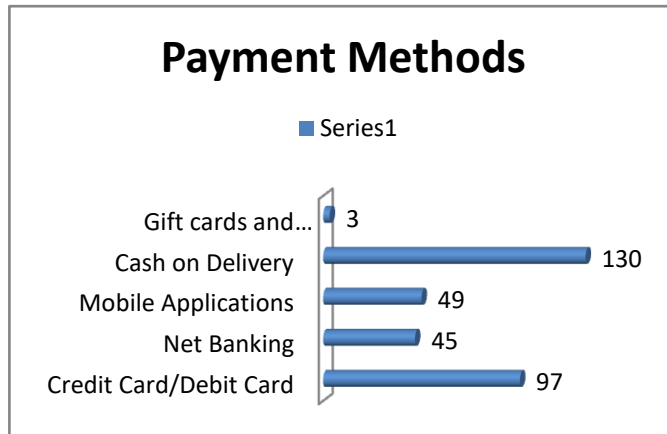 Payment Methods
Series1
Gift cards and... 3
Cash on Delivery 130
Mobile Applications 49
Net Banking 45
Credit Card/Debit Card 97